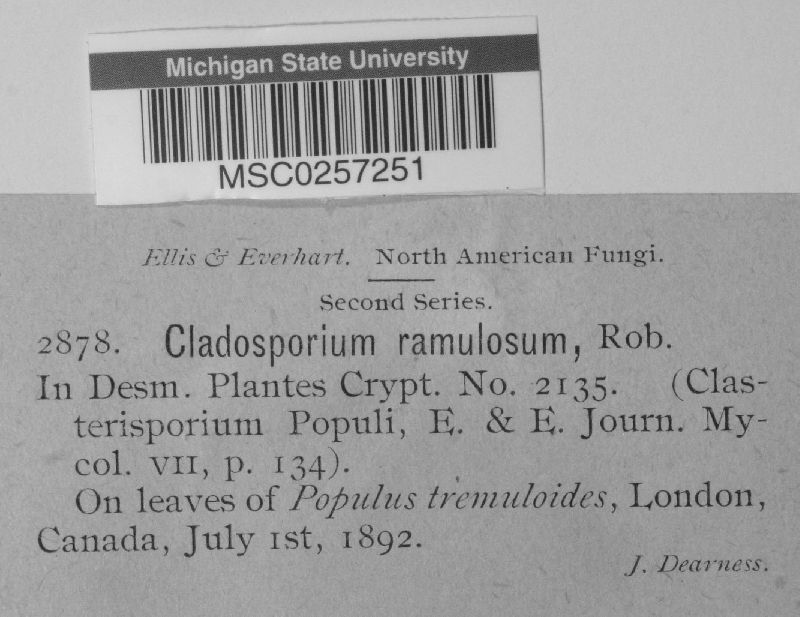 Michigan State University
MSC0257251
Ellis & Everhart. North American Fungi.
Second Series.
2878. Cladosporium ramulosum, Rob.
In Desm. Plantes Crypt. No. 2135. (Clas-
terisporium Populi, E. & E. Journ. My-
col. VII, p. 134).
On leaves of Populus tremuloides, London,
Canada, July 1st, 1892.
J. Dearness.